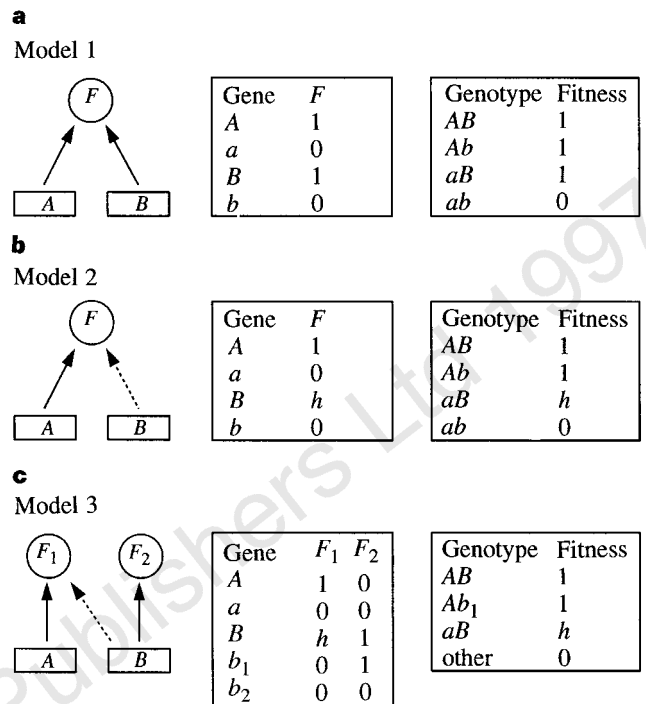 a
Model 1
F
A B
Gene F
A 1
a 0
B 1
b 0
Genotype Fitness
AB 1
Ab 1
aB 1
ab 0
b
Model 2
F
A B
Gene F
A 1
a 0
B h
b 0
Genotype Fitness
AB 1
Ab 1
aB h
ab 0
c
Model 3
F1 F2
A B
Gene F1 F2
A 1 0
a 0 0
B h 1
b1 0 1
b2 0 0
Genotype Fitness
AB 1
Ab1 1
aB h
other 0
Publishers Ltd 1997